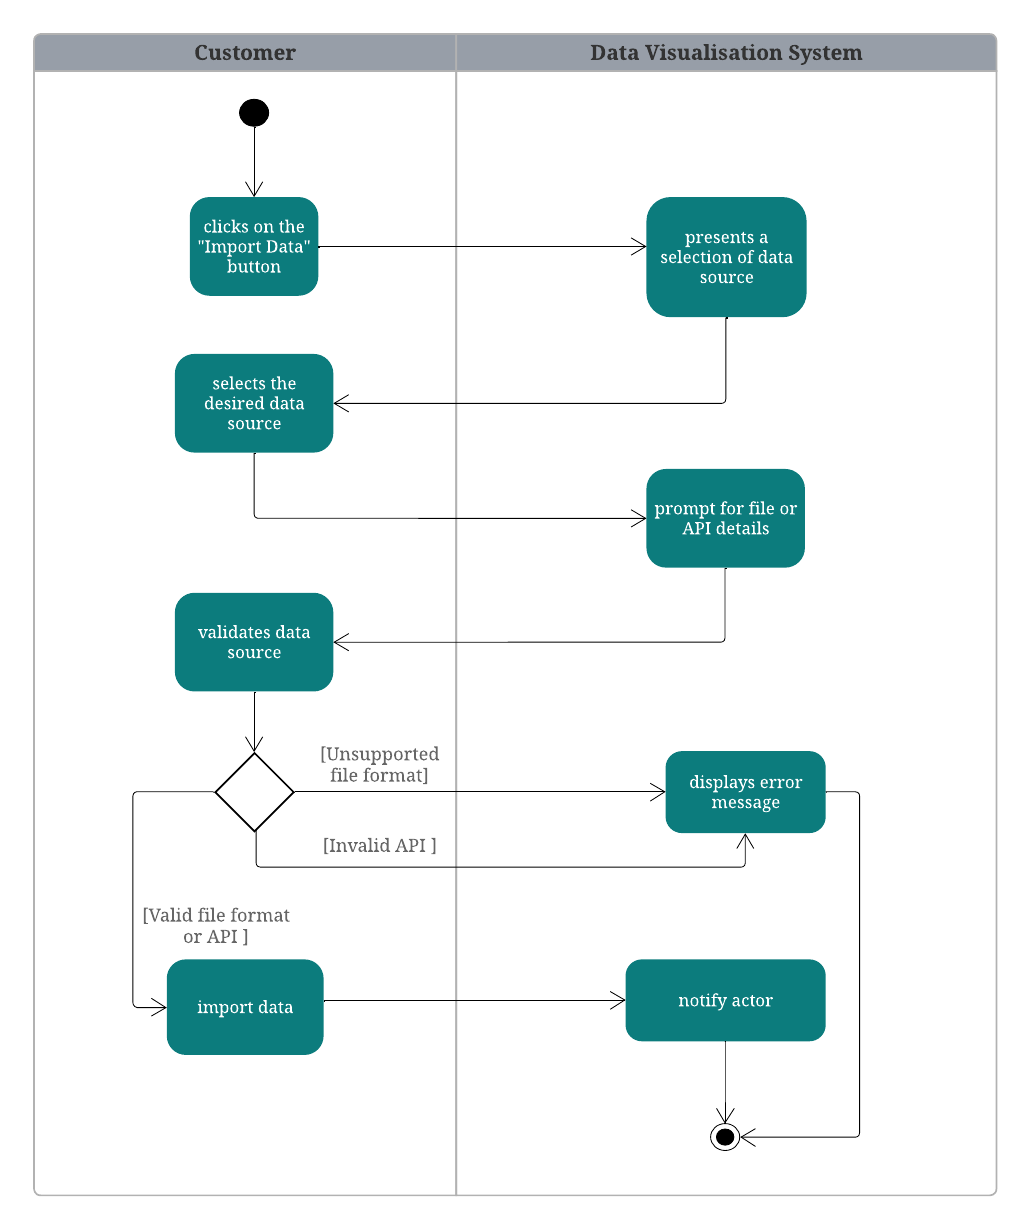 Customer
Data Visualisation System
clicks on the
"Import Data"
button
presents a
selection of data
source
selects the
desired data
source
prompt for file or
API details
validates data
source
[Unsupported
file format]
displays error
message
[Invalid API ]
[Valid file format
or API ]
import data
notify actor